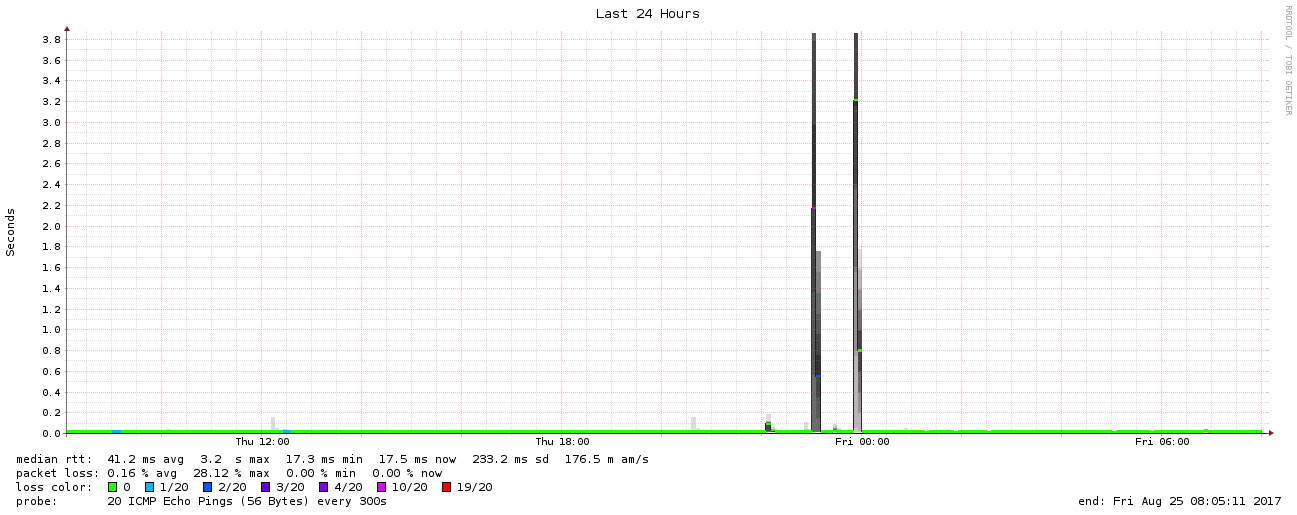 Last 24 Hours
RRDTOOL / TOBI OETIKER
Seconds
3.8
3.6
3.4
3.2
3.0
2.8
2.6
2.4
2.2
2.0
1.8
1.6
1.4
1.2
1.0
0.8
0.6
0.4
0.2
0.0
Thu 12:00 Thu 18:00 Fri 00:00 Fri 06:00
median rtt: 41.2 ms avg 3.2 s max 17.3 ms min 17.5 ms now 233.2 ms sd 176.5 m am/s
packet loss: 0.16 % avg 28.12 % max 0.00 % min 0.00 % now
loss color: 0 1/20 2/20 3/20 4/20 10/20 19/20
probe: 20 ICMP Echo Pings (56 Bytes) every 300s end: Fri Aug 25 08:05:11 2017